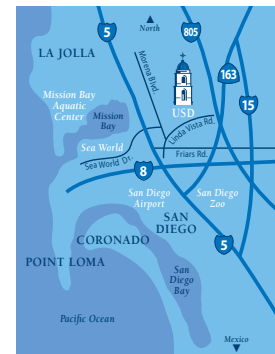 5
North
805
LA JOLLA
Morena Blvd.
163
Mission Bay
Aquatic
Center
15
Mission
Bay
USD
Linda Vista Rd.
Sea World
Friars Rd.
Sea World Dr.
8
San Diego
Airport
San Diego
Zoo
SAN
DIEGO
CORONADO
5
POINT LOMA
San
Diego
Bay
Pacific Ocean
Mexico